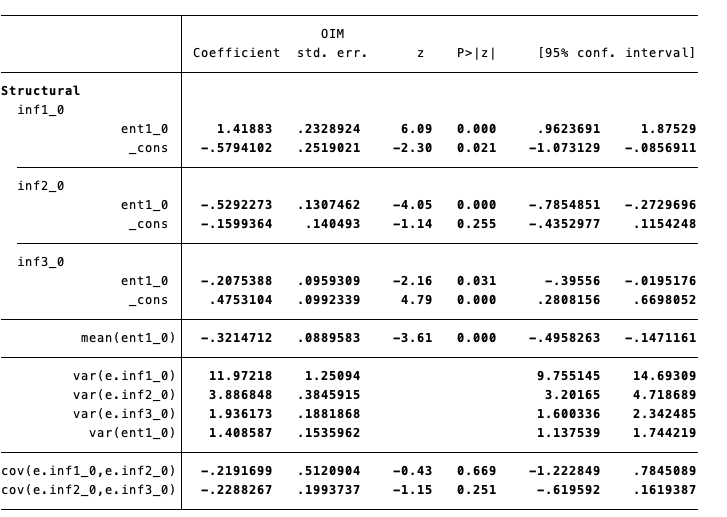 OIM
Coefficient std. err. z P>|z| [95% conf. interval]
Structural
inf1_0
ent1_0 1.41883 .2328924 6.09 0.000 .9623691 1.87529
_cons -.5794102 .2519021 -2.30 0.021 -1.073129 -.0856911
inf2_0
ent1_0 -.5292273 .1307462 -4.05 0.000 -.7854851 -.2729696
_cons -.1599364 .140493 -1.14 0.255 -.4352977 .1154248
inf3_0
ent1_0 -.2075388 .0959309 -2.16 0.031 -.39556 -.0195176
_cons .4753104 .0992339 4.79 0.000 .2808156 .6698052
mean(ent1_0) -.3214712 .0889583 -3.61 0.000 -.4958263 -.1471161
var(e.inf1_0) 11.97218 1.25094 9.755145 14.69309
var(e.inf2_0) 3.886848 .3845915 3.20165 4.718689
var(e.inf3_0) 1.936173 .1881868 1.600336 2.342485
var(ent1_0) 1.408587 .1535962 1.137539 1.744219
cov(e.inf1_0,e.inf2_0) -.2191699 .5120904 -0.43 0.669 -1.222849 .7845089
cov(e.inf2_0,e.inf3_0) -.2288267 .1993737 -1.15 0.251 -.619592 .1619387